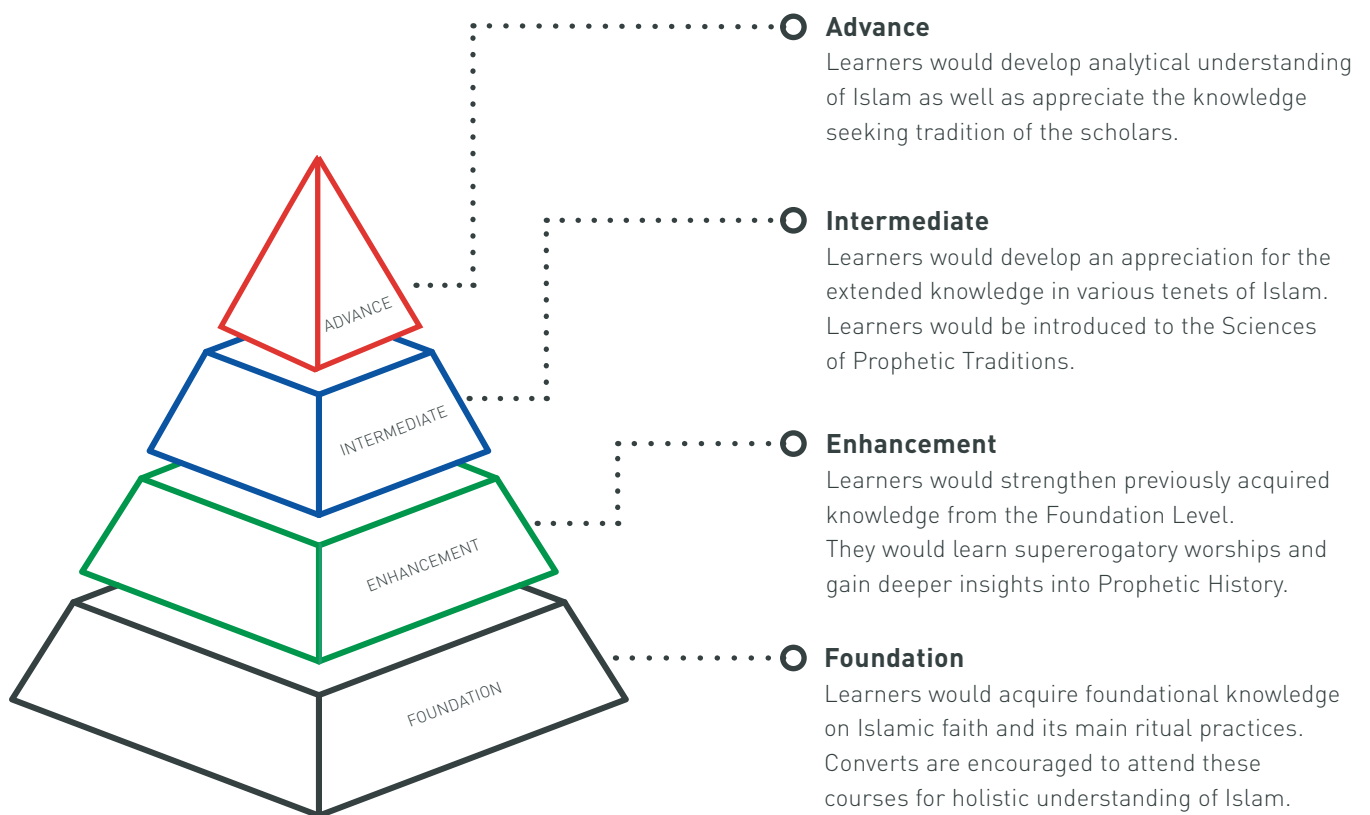 Advance
Learners would develop analytical understanding
of Islam as well as appreciate the knowledge
seeking tradition of the scholars.
Intermediate
Learners would develop an appreciation for the
extended knowledge in various tenets of Islam.
Learners would be introduced to the Sciences
of Prophetic Traditions.
Enhancement
Learners would strengthen previously acquired
knowledge from the Foundation Level.
They would learn supererogatory worships and
gain deeper insights into Prophetic History.
Foundation
Learners would acquire foundational knowledge
on Islamic faith and its main ritual practices.
Converts are encouraged to attend these
courses for holistic understanding of Islam.
ADVANCE
INTERMEDIATE
ENHANCEMENT
FOUNDATION